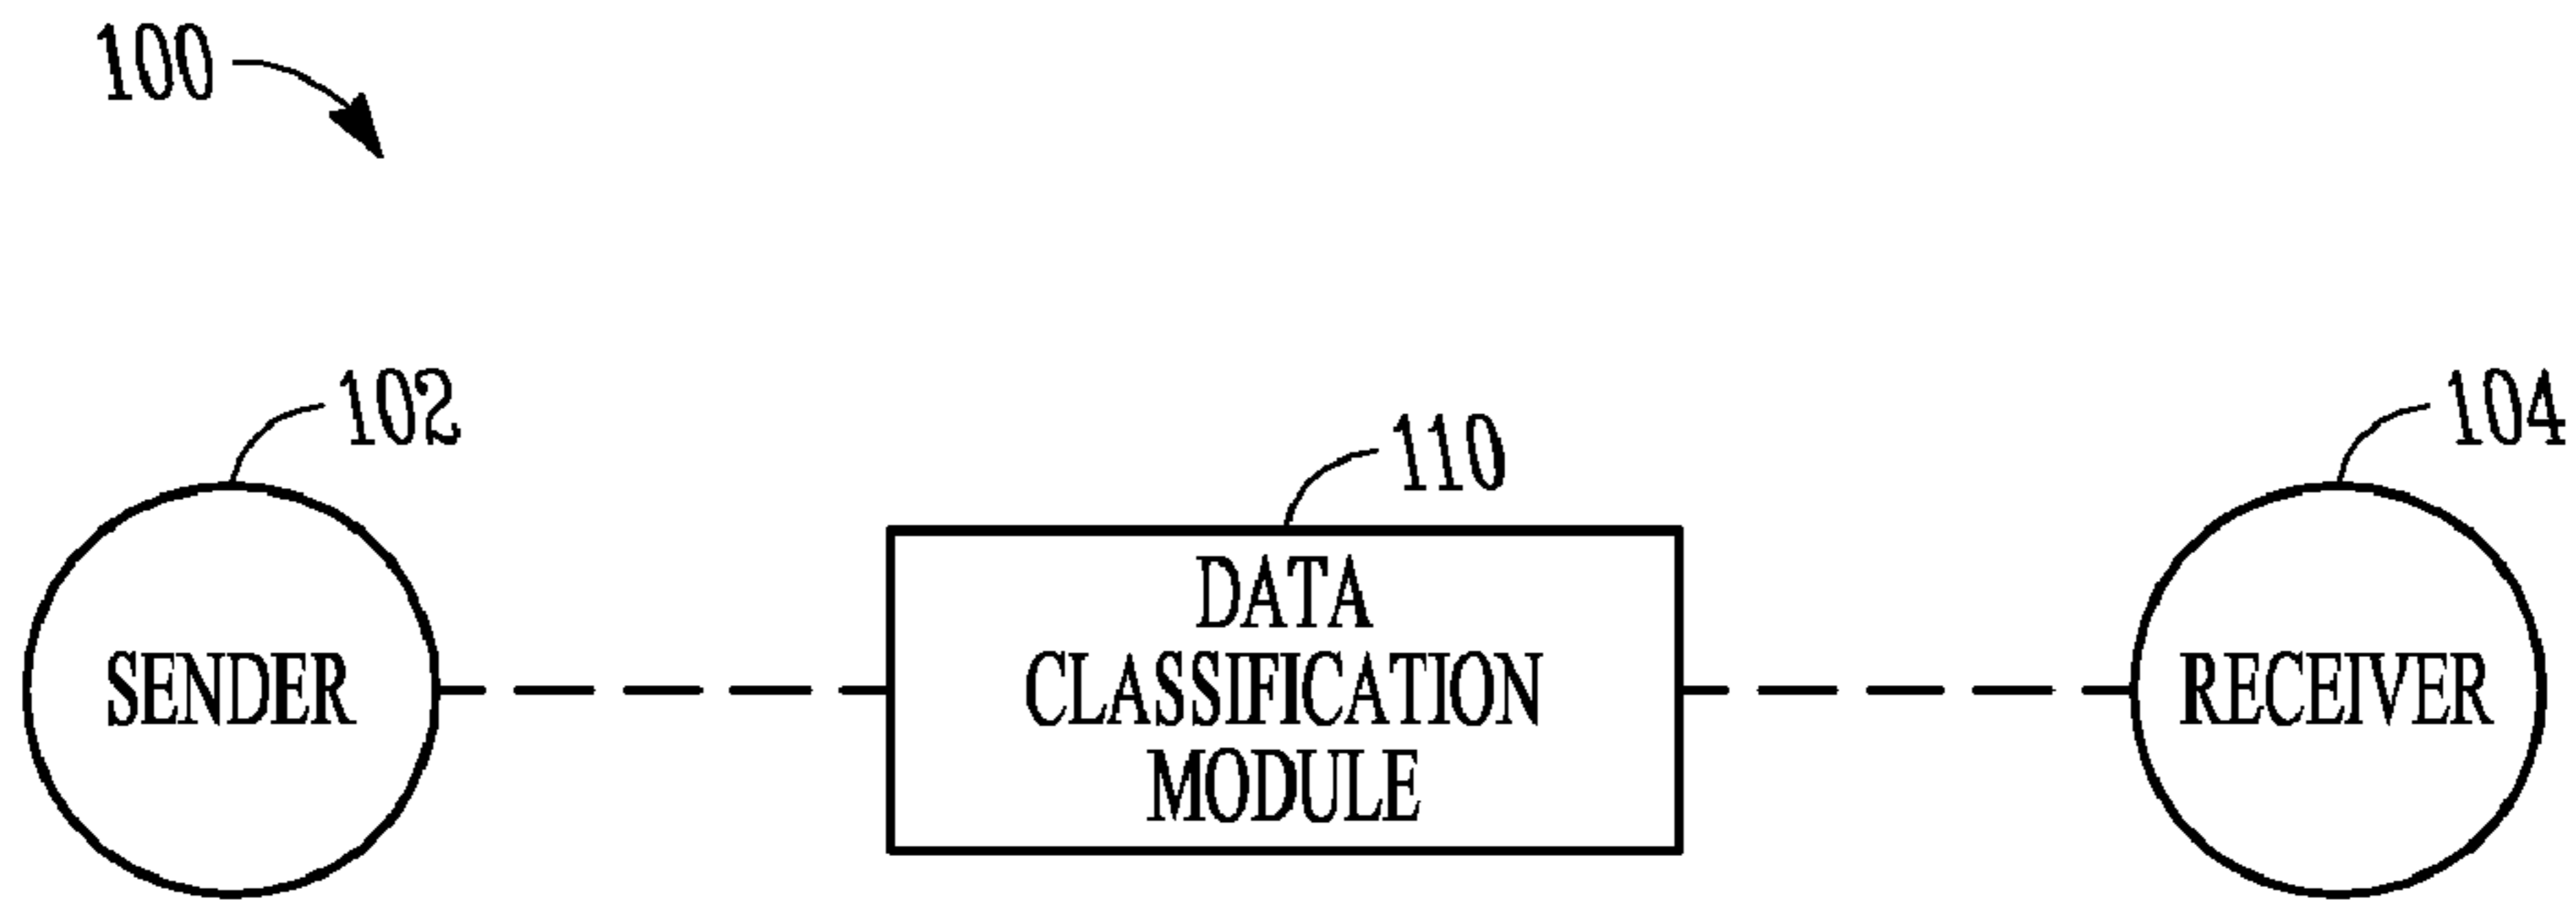 100
102
110
104
SENDER
DATA
CLASSIFICATION
MODULE
RECEIVER